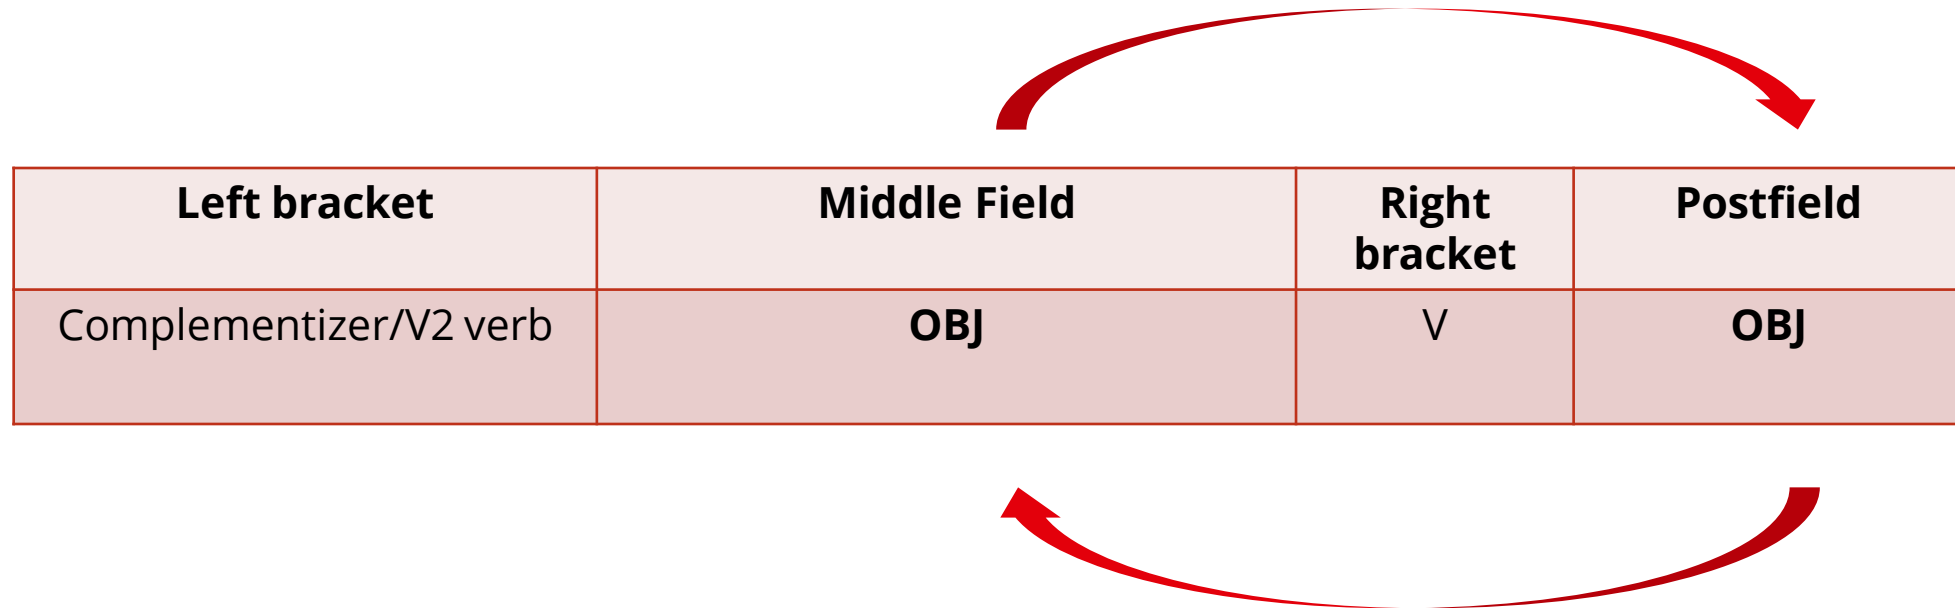 Left bracket
Middle Field
Right
bracket
Postfield
Complementizer/V2 verb
OBJ
V
OBJ